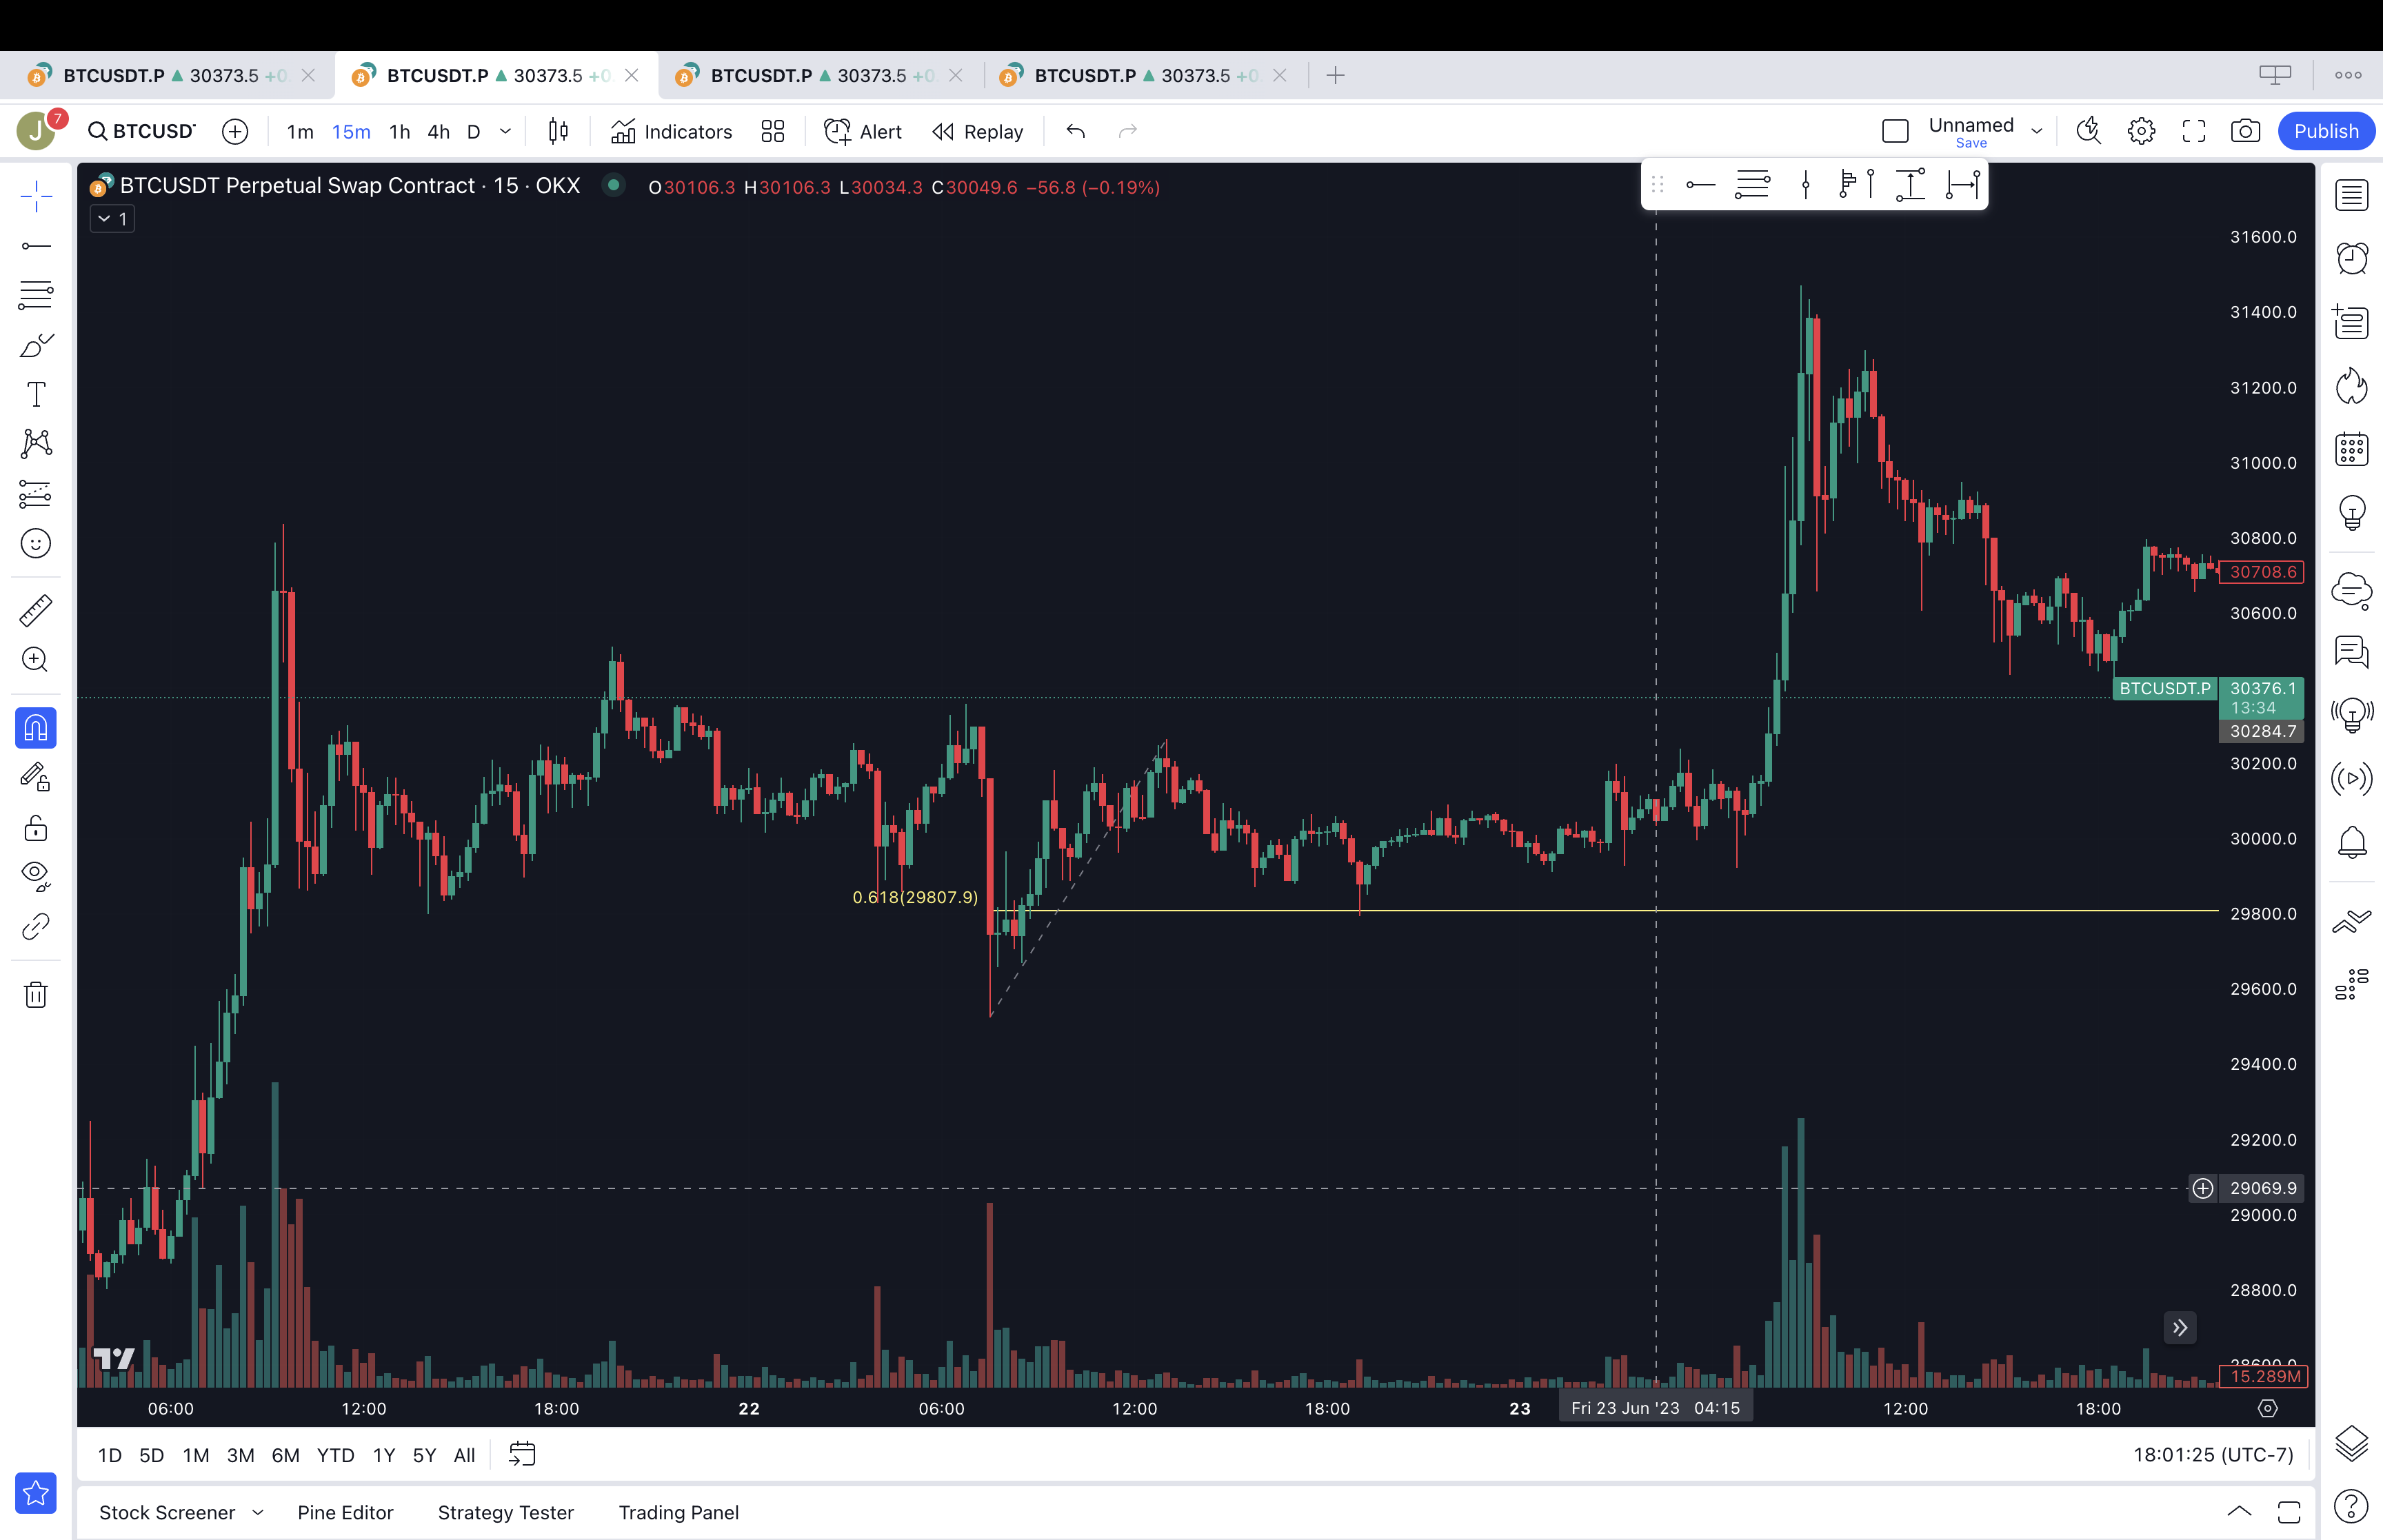 BTCUSDT.P 30373.5 +0 BTCUSDT.P 30373.5 +0 BTCUSDT.P 30373.5 +0 BTCUSDT.P 30373.5 +0
J 7 BTCUSD 1m 15m 1h 4h D Indicators Alert Replay Unnamed Publish
Save
BTCUSDT Perpetual Swap Contract · 15 · OKX O30106.3 H30106.3 L30034.3 C30049.6 −56.8 (−0.19%)
1
31600.0
31400.0
31200.0
31000.0
30800.0
30708.6
30600.0
BTCUSDT.P 30376.1
13:34
30284.7
30200.0
30000.0
0.618(29807.9)
29800.0
29600.0
29400.0
29200.0
29069.9
29000.0
28800.0
28600.0
15.289M
06:00 12:00 18:00 22 06:00 12:00 18:00 23 Fri 23 Jun '23 04:15 12:00 18:00
1D 5D 1M 3M 6M YTD 1Y 5Y All 18:01:25 (UTC-7)
Stock Screener Pine Editor Strategy Tester Trading Panel